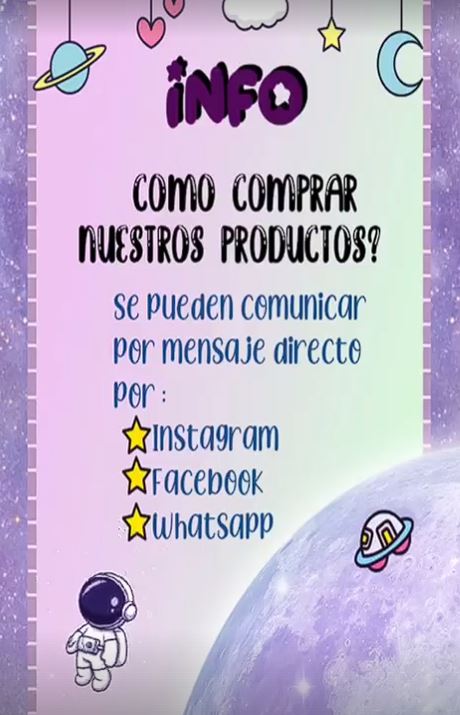 iNFO
COMO COMPRAR
NUESTROS PRODUCTOS?
se pueden comunicar
por mensaje directo
por :
Instagram
Facebook
Whatsapp